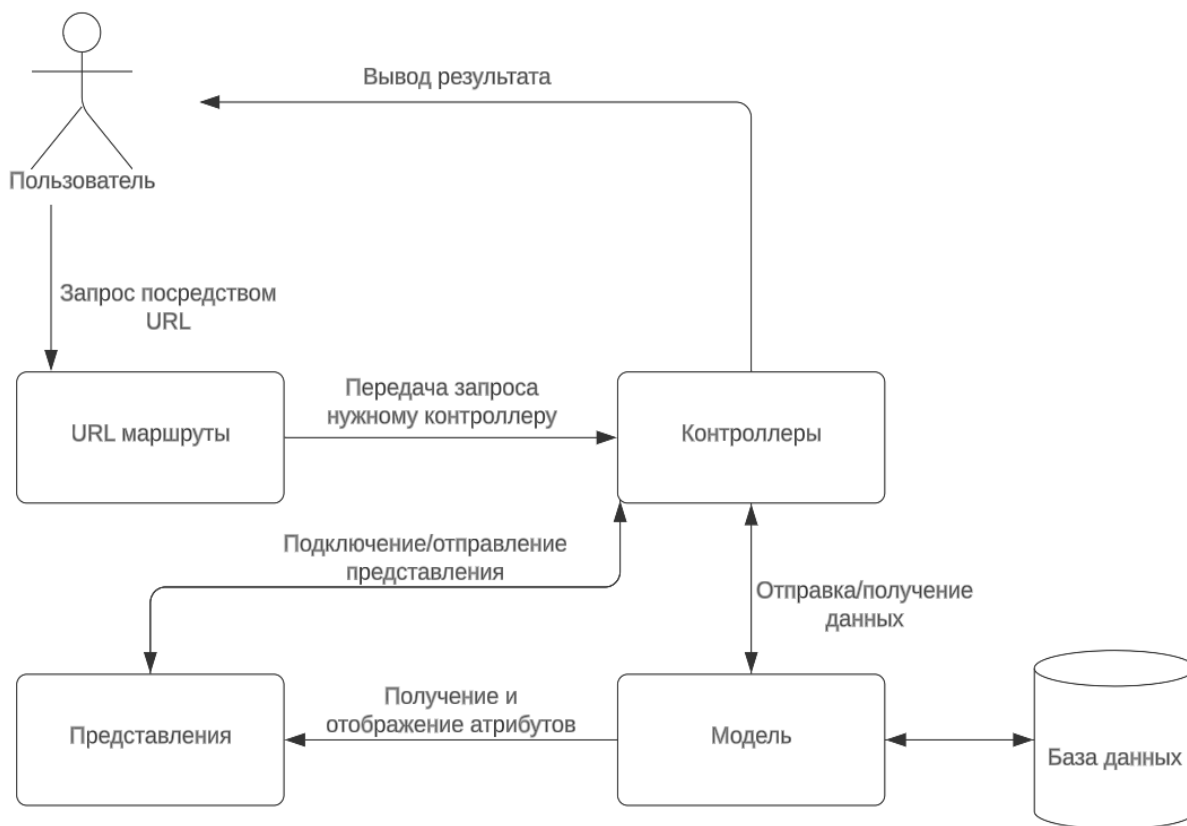 Вывод результата
Пользователь
Запрос посредством
URL
Передача запроса
нужному контроллеру
URL маршруты
Контроллеры
Подключение/отправление
представления
Отправка/получение
данных
Получение и
отображение атрибутов
Представления
Модель
База данных